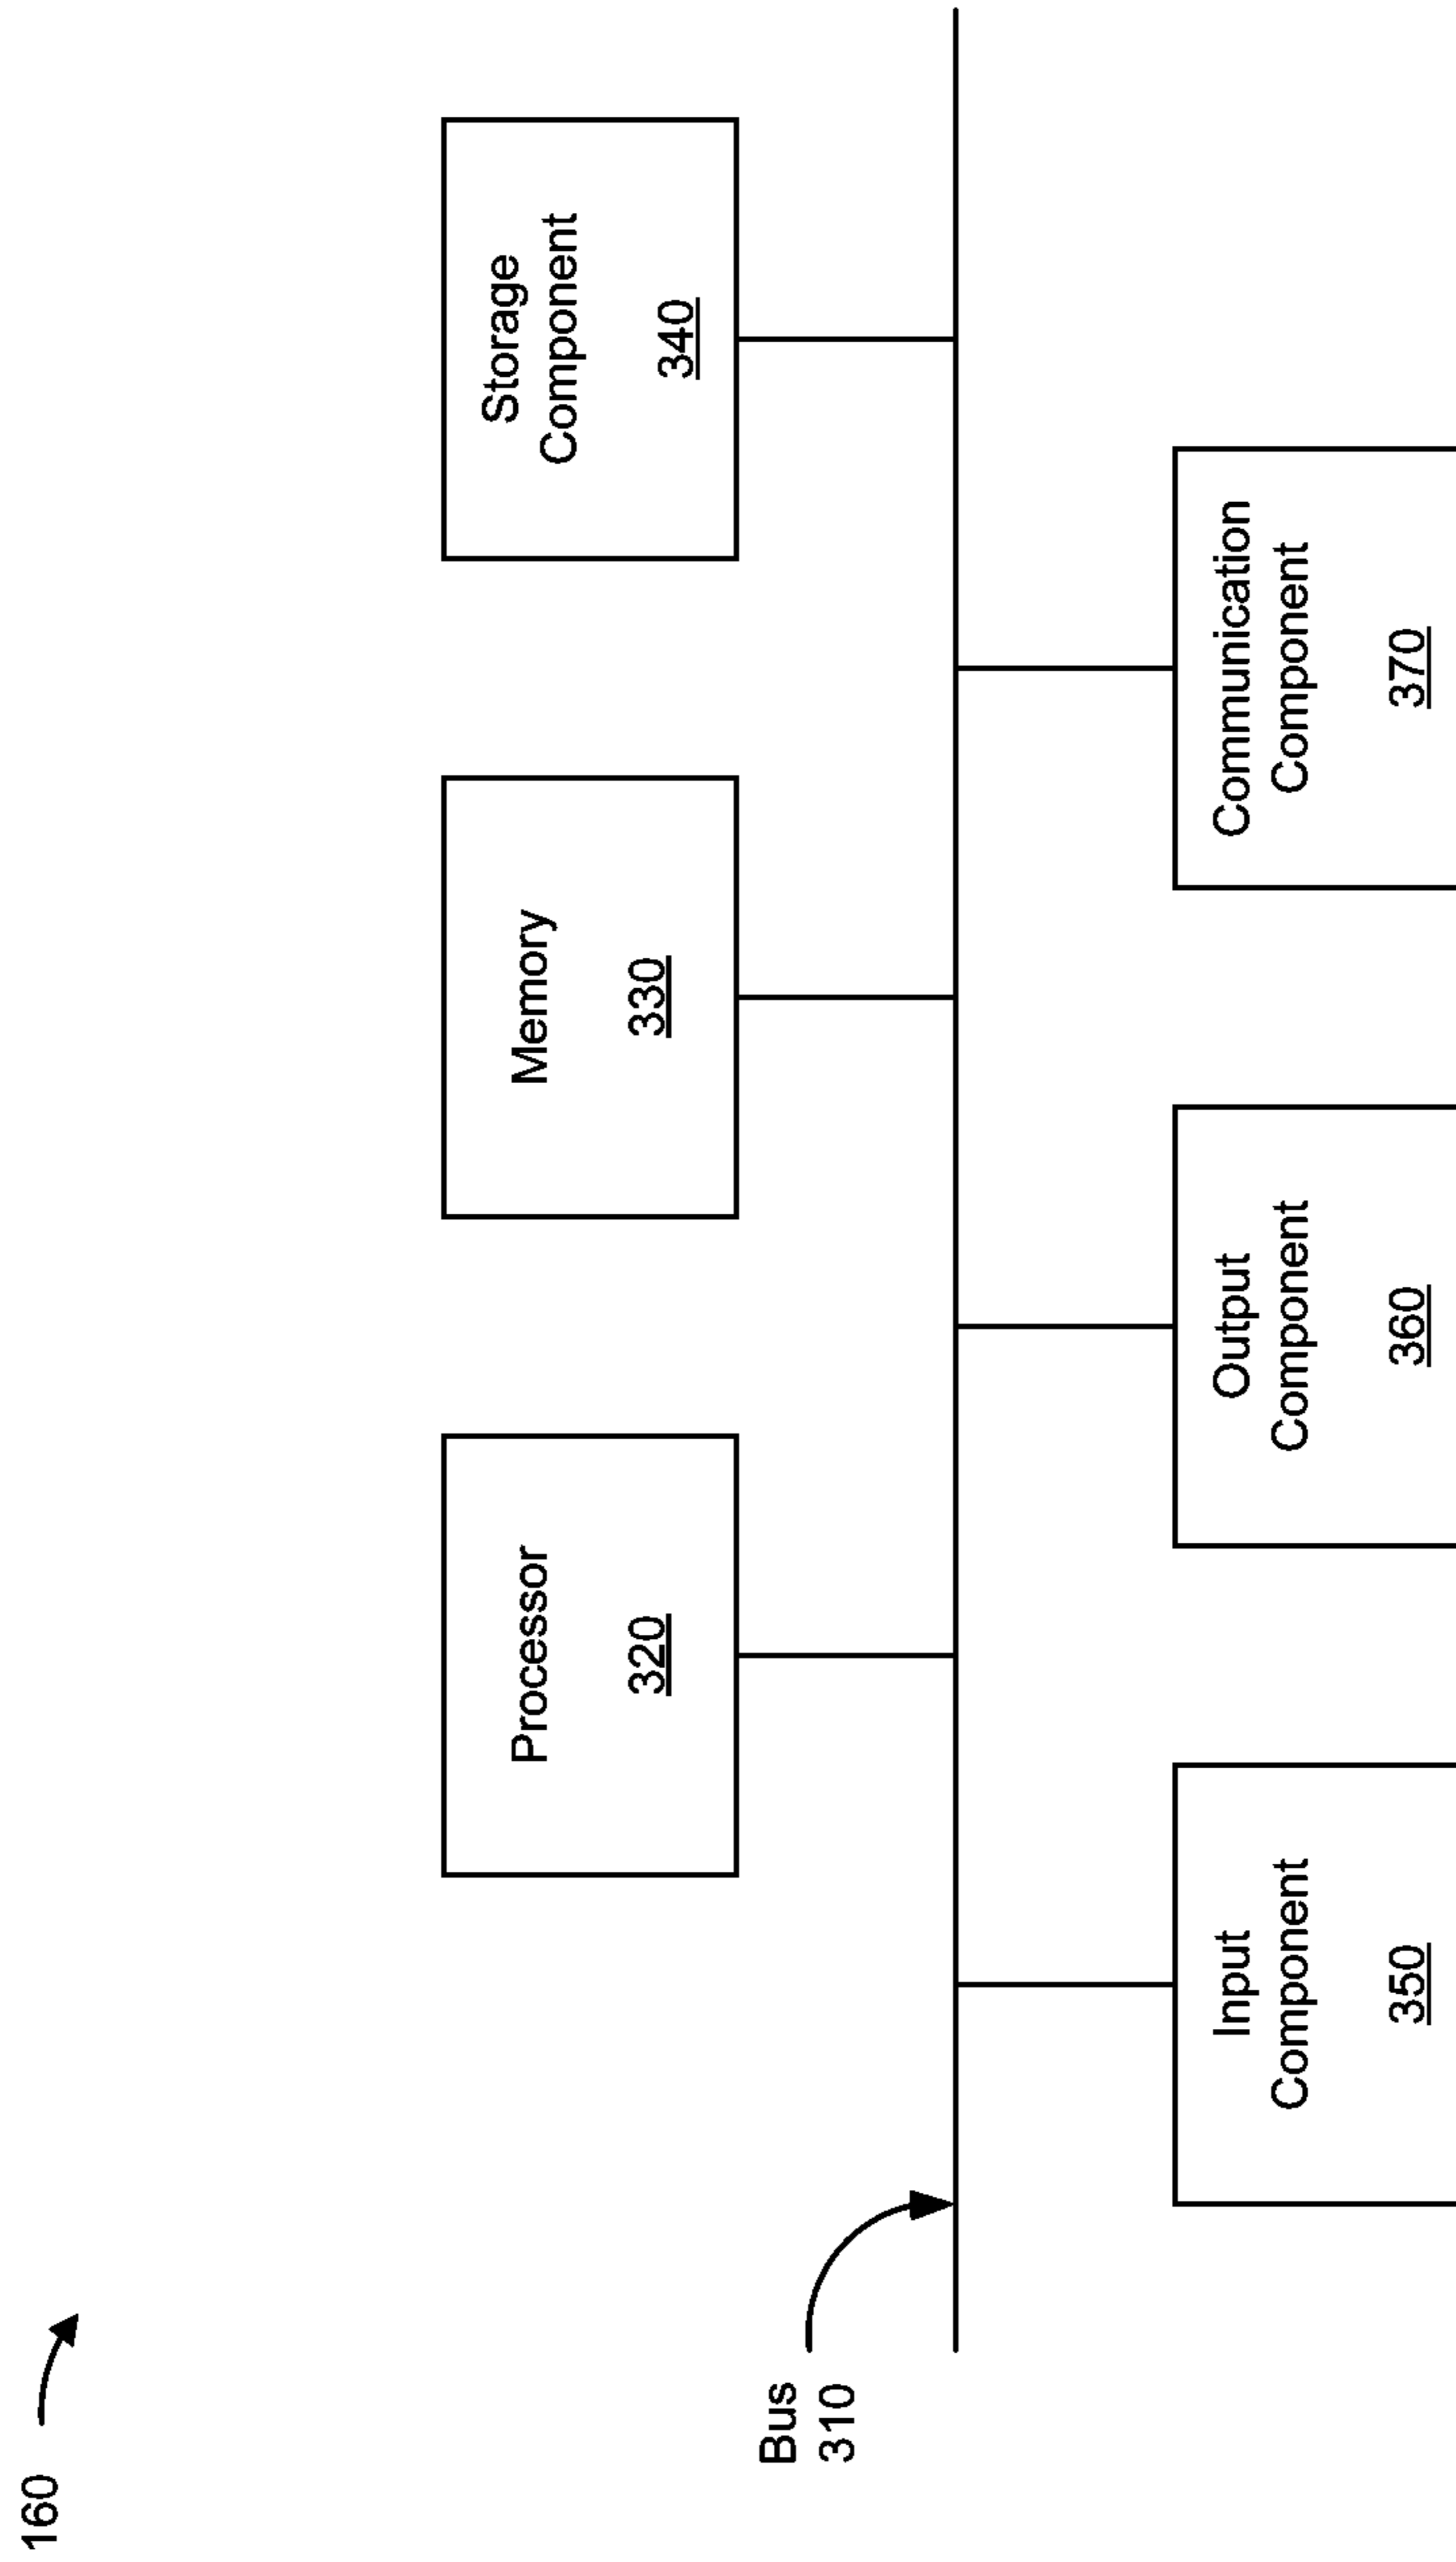 160
Processor
320
Memory
330
Storage
Component
340
Bus
310
Input
Component
350
Output
Component
360
Communication
Component
370